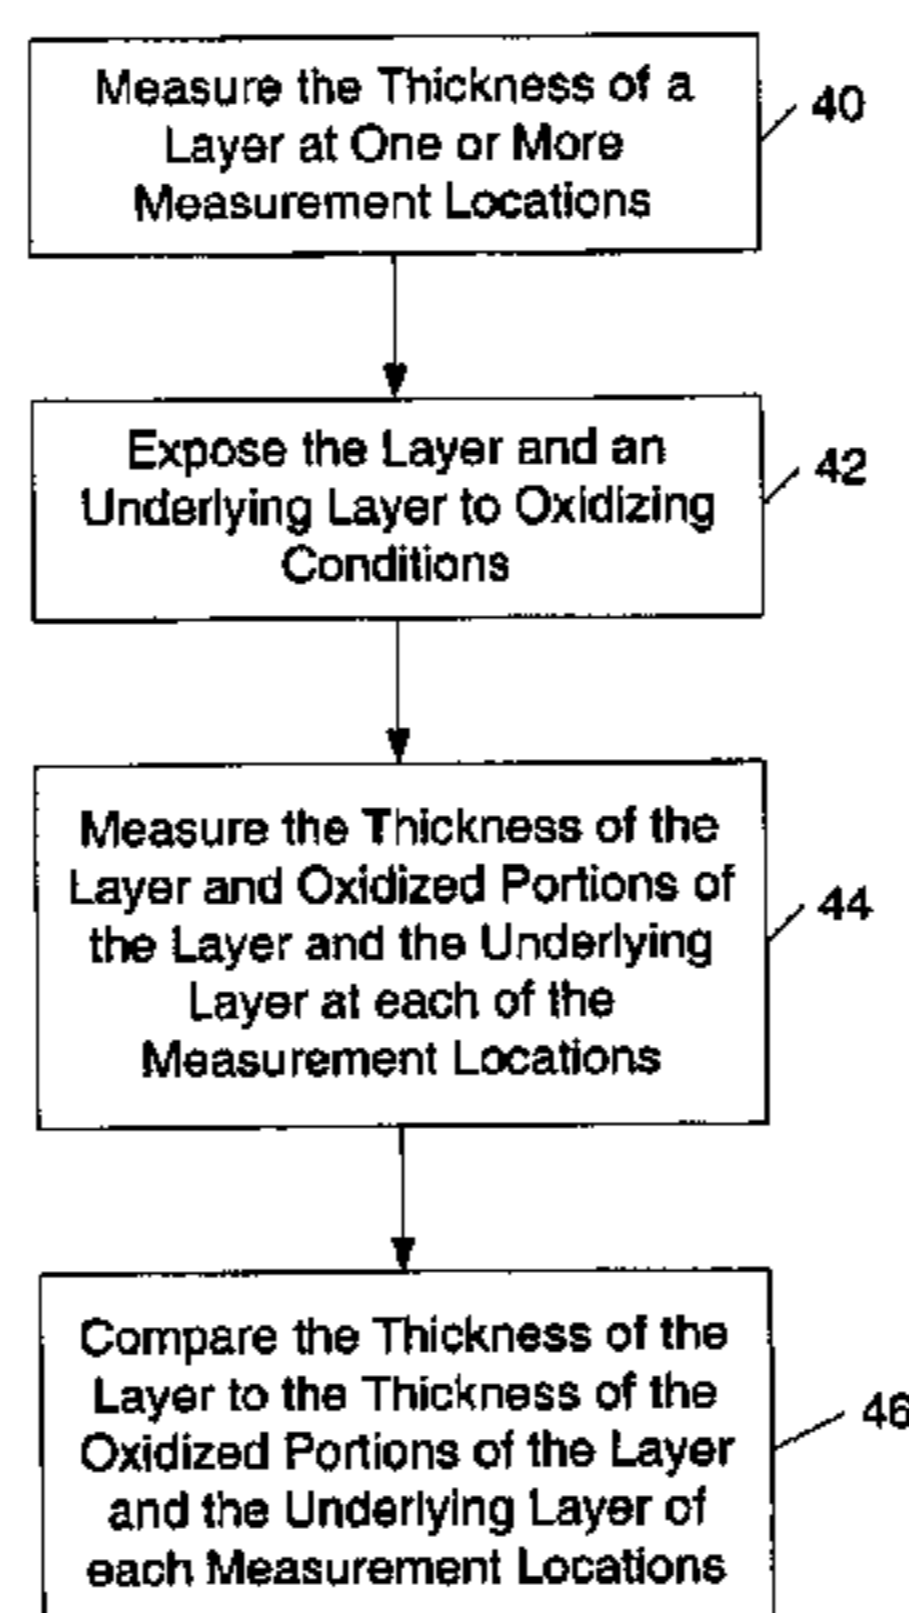 Measure the Thickness of a
Layer at One or More
Measurement Locations
40
Expose the Layer and an
Underlying Layer to Oxidizing
Conditions
42
Measure the Thickness of the
Layer and Oxidized Portions of
the Layer and the Underlying
Layer at each of the
Measurement Locations
44
Compare the Thickness of the
Layer to the Thickness of the
Oxidized Portions of the Layer
and the Underlying Layer of
each Measurement Locations
46